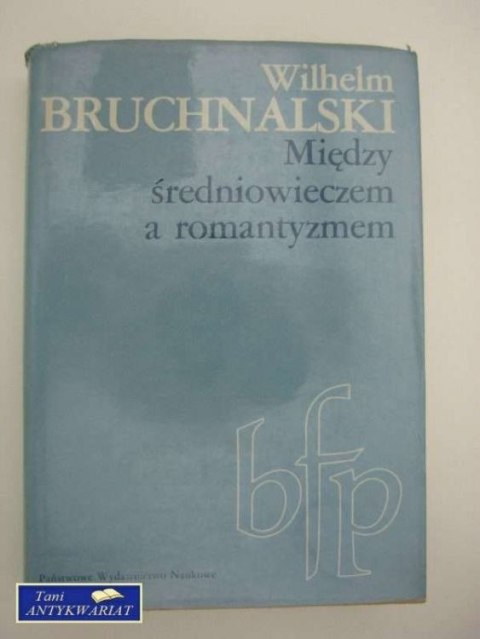 Wilhelm
BRUCHNALSKI
Między
średniowieczem
a romantyzmem
bfp
Państwowe Wydawnictwo Naukowe
Tani
ANTYKWARIAT